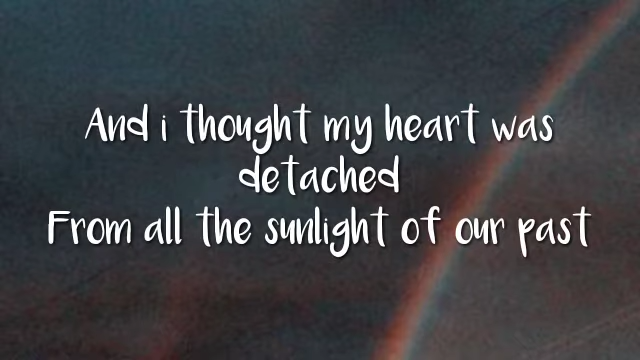 And i thought my heart was
detached
From all the sunlight of our past